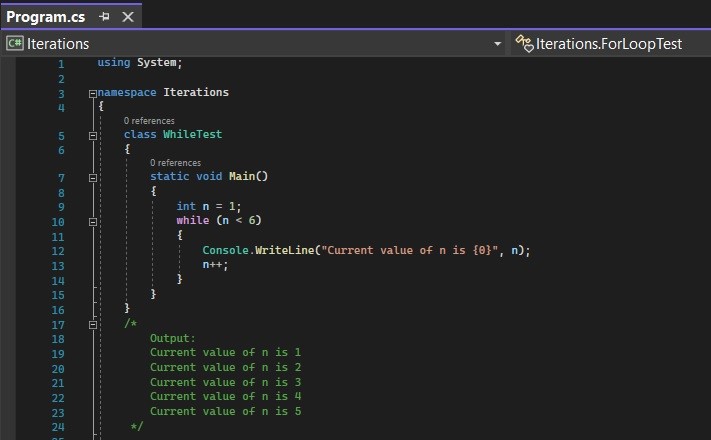 Program.cs
C# Iterations Iterations.ForLoopTest
1 using System;
2
3 namespace Iterations
4 {
0 references
5 class WhileTest
6 {
0 references
7 static void Main()
8 {
9 int n = 1;
10 while (n < 6)
11 {
12 Console.WriteLine("Current value of n is {0}", n);
13 n++;
14 }
15 }
16 }
17 /*
18 Output:
19 Current value of n is 1
20 Current value of n is 2
21 Current value of n is 3
22 Current value of n is 4
23 Current value of n is 5
24 */